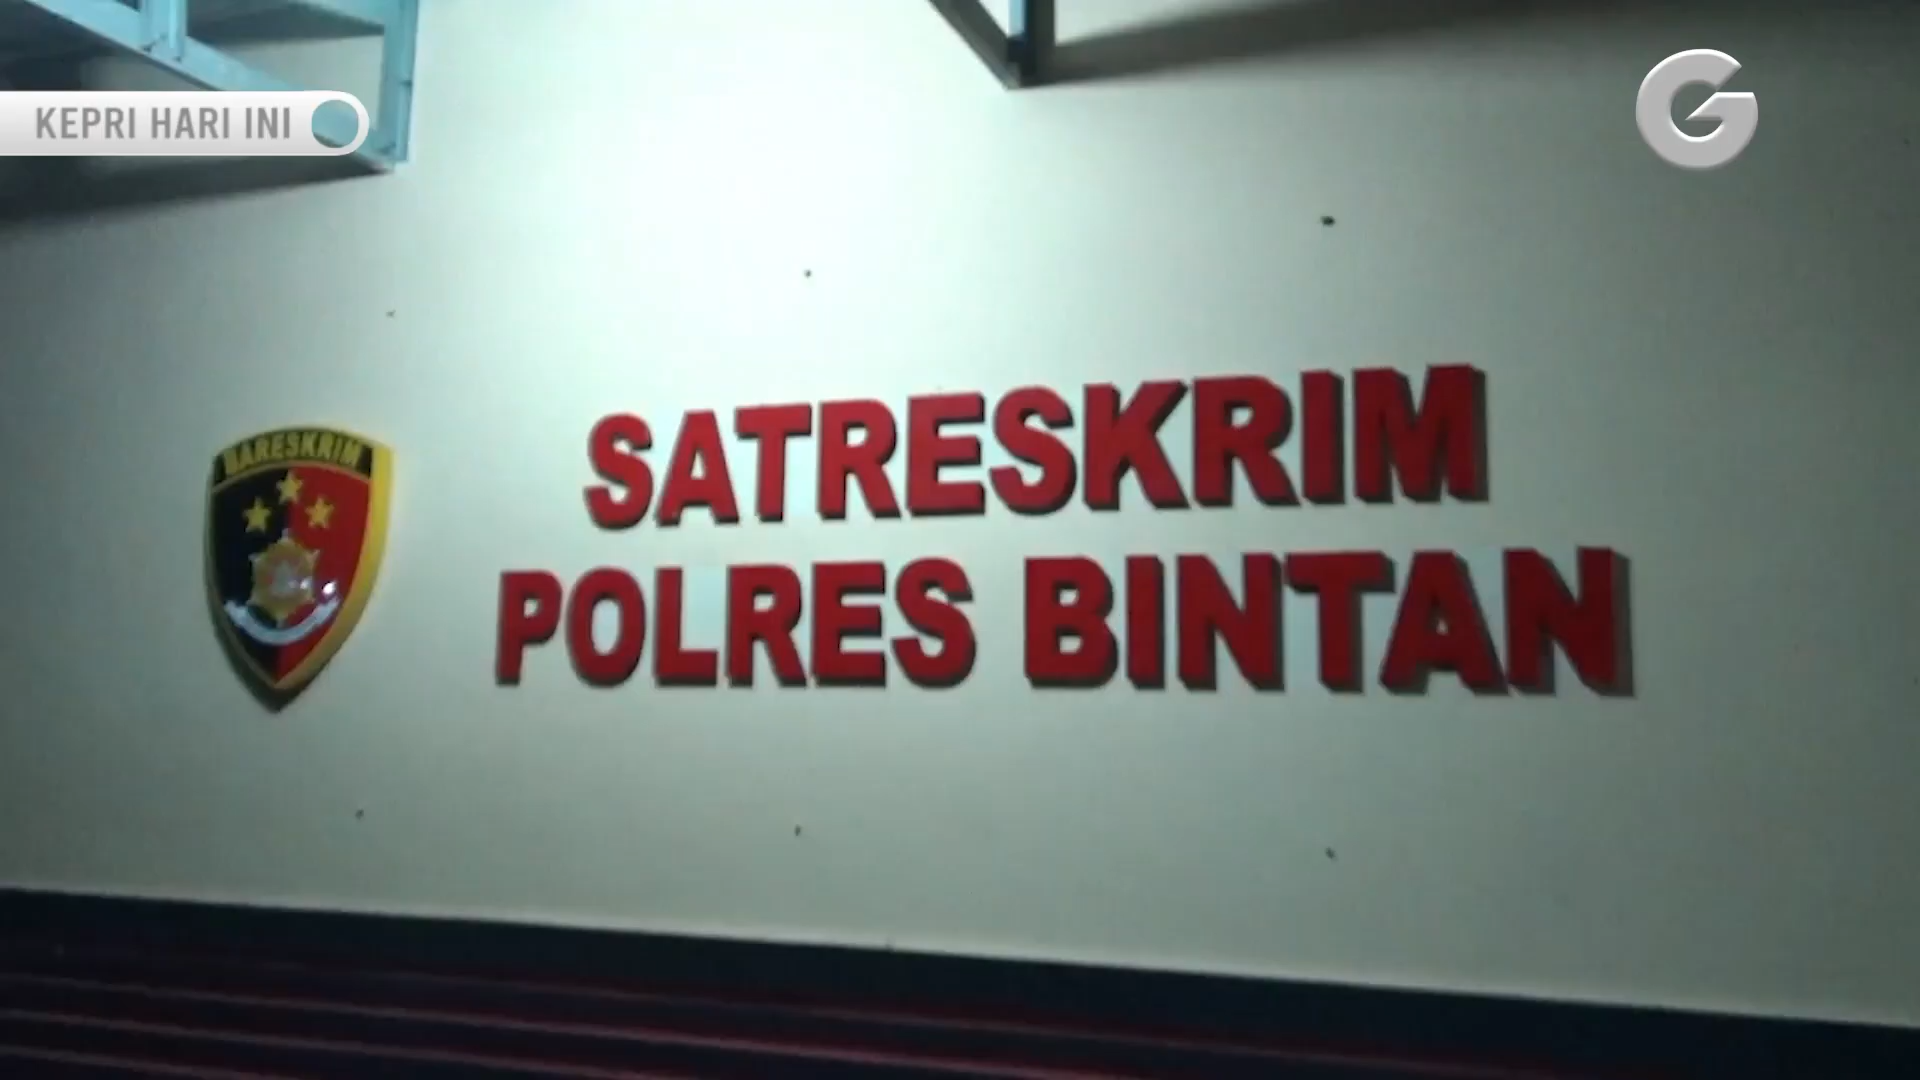 KEPRI HARI INI
G
BARESKRIM
SATRESKRIM
POLRES BINTAN